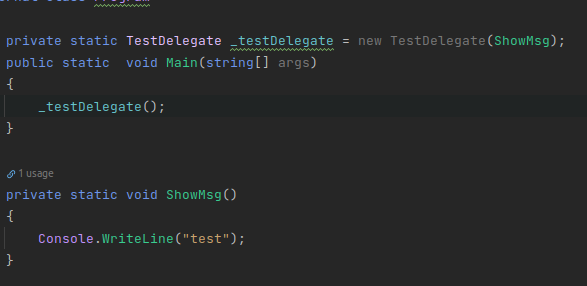 private static TestDelegate _testDelegate = new TestDelegate(ShowMsg);
public static  void Main(string[] args)
{
    _testDelegate();
}
1 usage
private static void ShowMsg()
{
    Console.WriteLine("test");
}